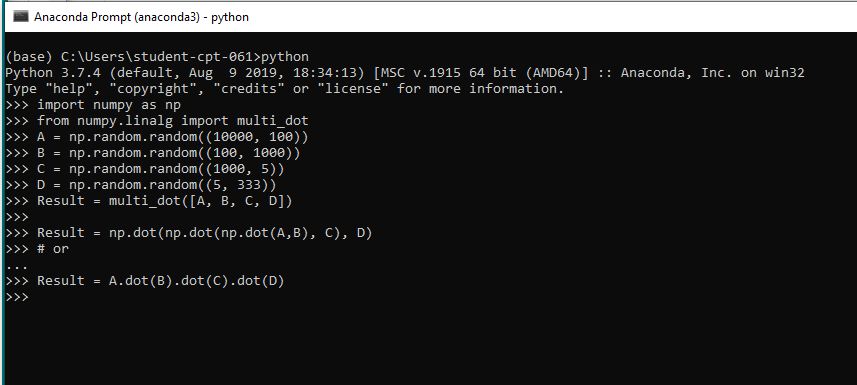 Anaconda Prompt (anaconda3) - python
(base) C:\Users\student-cpt-061>python
Python 3.7.4 (default, Aug  9 2019, 18:34:13) [MSC v.1915 64 bit (AMD64)] :: Anaconda, Inc. on win32
Type "help", "copyright", "credits" or "license" for more information.
>>> import numpy as np
>>> from numpy.linalg import multi_dot
>>> A = np.random.random((10000, 100))
>>> B = np.random.random((100, 1000))
>>> C = np.random.random((1000, 5))
>>> D = np.random.random((5, 333))
>>> Result = multi_dot([A, B, C, D])
>>>
>>> Result = np.dot(np.dot(np.dot(A,B), C), D)
>>> # or
...
>>> Result = A.dot(B).dot(C).dot(D)
>>>